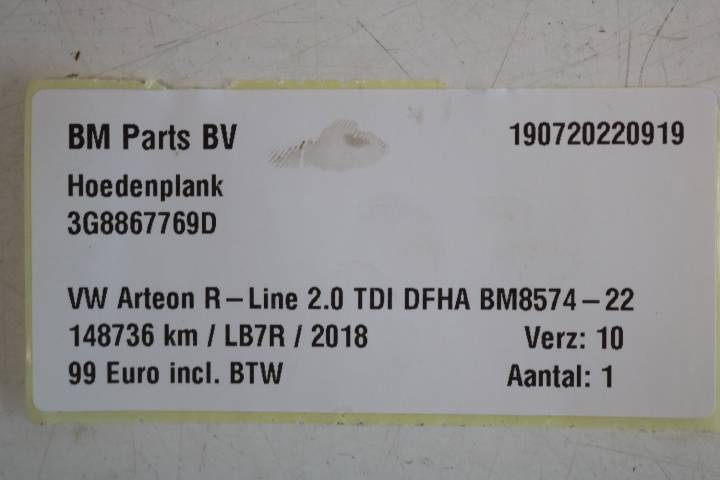 BM Parts BV 190720220919
Hoedenplank
3G8867769D
VW Arteon R-Line 2.0 TDI DFHA BM8574-22
148736 km / LB7R / 2018 Verz: 10
99 Euro incl. BTW Aantal: 1